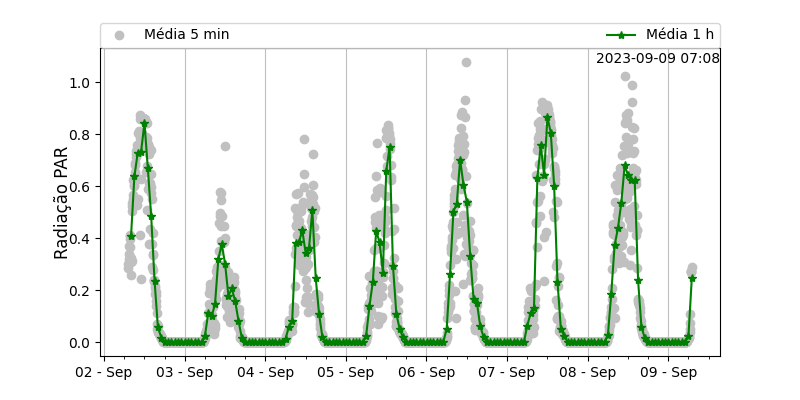 Média 5 min
Média 1 h
2023-09-09 07:08
Radiação PAR
1.0
0.8
0.6
0.4
0.2
0.0
02 - Sep
03 - Sep
04 - Sep
05 - Sep
06 - Sep
07 - Sep
08 - Sep
09 - Sep